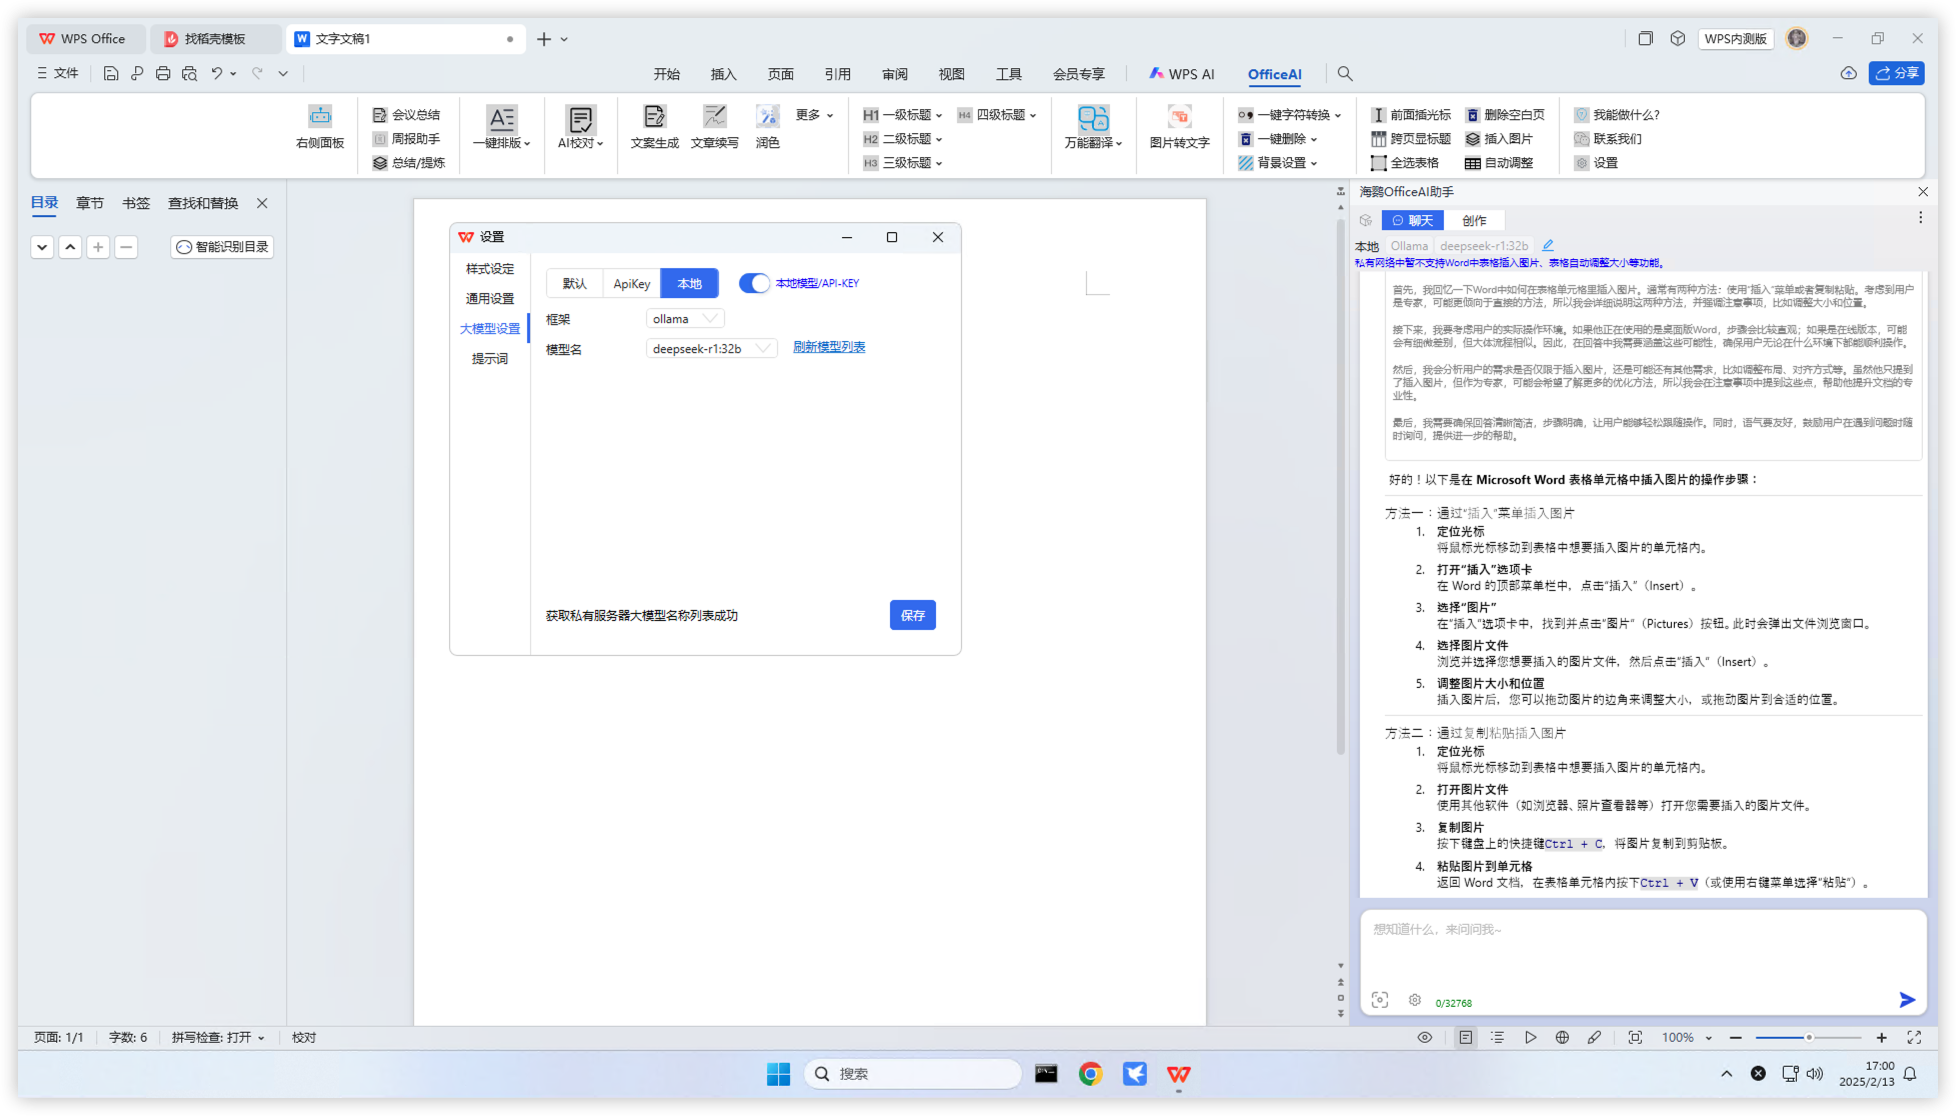 WPS Office
找稻壳模板
文字文稿1
WPS内测版
文件
开始
插入
页面
引用
审阅
视图
工具
会员专享
WPS AI
OfficeAI
分享
右侧面板
会议总结
周报助手
总结/提炼
一键排版
AI校对
文案生成
文章续写
润色
更多
H1 一级标题
H2 二级标题
H3 三级标题
H4 四级标题
万能翻译
图片转文字
一键字符转换
一键删除
背景设置
前面插光标
跨页显标题
全选表格
删除空白页
插入图片
自动调整
我能做什么?
联系我们
设置
目录
章节
书签
查找和替换
智能识别目录
设置
样式设定
通用设置
大模型设置
提示词
默认
ApiKey
本地
本地模型/API-KEY
框架
ollama
模型名
deepseek-r1:32b
刷新模型列表
获取私有服务器大模型名称列表成功
保存
海鹦OfficeAI助手
聊天
创作
本地
Ollama
deepseek-r1:32b
私有网络中暂不支持Word中表格插入图片、表格自动调整大小等功能。
首先，我回忆一下Word中如何在表格单元格里插入图片。通常有两种方法：使用“插入”菜单或者复制粘贴。考虑到用户
是专家，可能更倾向于直接的方法，所以我会详细说明这两种方法，并强调注意事项，比如调整大小和位置。
接下来，我要考虑用户的实际操作环境。如果他正在使用的是桌面版Word，步骤会比较直观；如果是在线版本，可能
会有细微差别，但大体流程相似。因此，在回答中我需要涵盖这些可能性，确保用户无论在什么环境下都能顺利操作。
然后，我会分析用户的需求是否仅限于插入图片，还是可能还有其他需求，比如调整布局、对齐方式等。虽然他只提到
了插入图片，但作为专家，可能会希望了解更多的优化方法，所以我会在注意事项中提到这些点，帮助他提升文档的专
业性。
最后，我需要确保回答清晰简洁，步骤明确，让用户能够轻松跟随操作。同时，语气要友好，鼓励用户在遇到问题时随
时询问，提供进一步的帮助。
好的！以下是在 Microsoft Word 表格单元格中插入图片的操作步骤：
方法一：通过“插入”菜单插入图片
1. 定位光标
将鼠标光标移动到表格中想要插入图片的单元格内。
2. 打开“插入”选项卡
在 Word 的顶部菜单栏中，点击“插入”（Insert）。
3. 选择“图片”
在“插入”选项卡中，找到并点击“图片”（Pictures）按钮。此时会弹出文件浏览窗口。
4. 选择图片文件
浏览并选择您想要插入的图片文件，然后点击“插入”（Insert）。
5. 调整图片大小和位置
插入图片后，您可以拖动图片的边角来调整大小，或拖动图片到合适的位置。
方法二：通过复制粘贴插入图片
1. 定位光标
将鼠标光标移动到表格中想要插入图片的单元格内。
2. 打开图片文件
使用其他软件（如浏览器、照片查看器等）打开您需要插入的图片文件。
3. 复制图片
按下键盘上的快捷键Ctrl + C，将图片复制到剪贴板。
4. 粘贴图片到单元格
返回 Word 文档，在表格单元格内按下Ctrl + V（或使用右键菜单选择“粘贴”）。
想知道什么，来问问我~
0/32768
页面: 1/1
字数: 6
拼写检查: 打开
校对
100%
搜索
17:00
2025/2/13